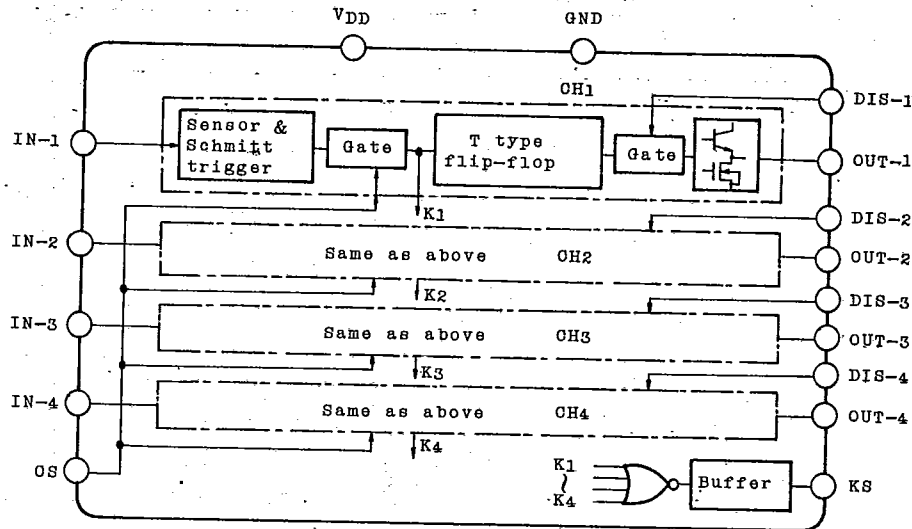 VDD
GND
CH1
DIS-1
IN-1
Sensor &
Schmitt
trigger
Gate
T type
flip-flop
Gate
OUT-1
K1
DIS-2
IN-2
Same as above CH2
OUT-2
K2
DIS-3
IN-3
Same as above CH3
OUT-3
K3
DIS-4
IN-4
Same as above CH4
OUT-4
K4
OS
K1
~
K4
Buffer
KS